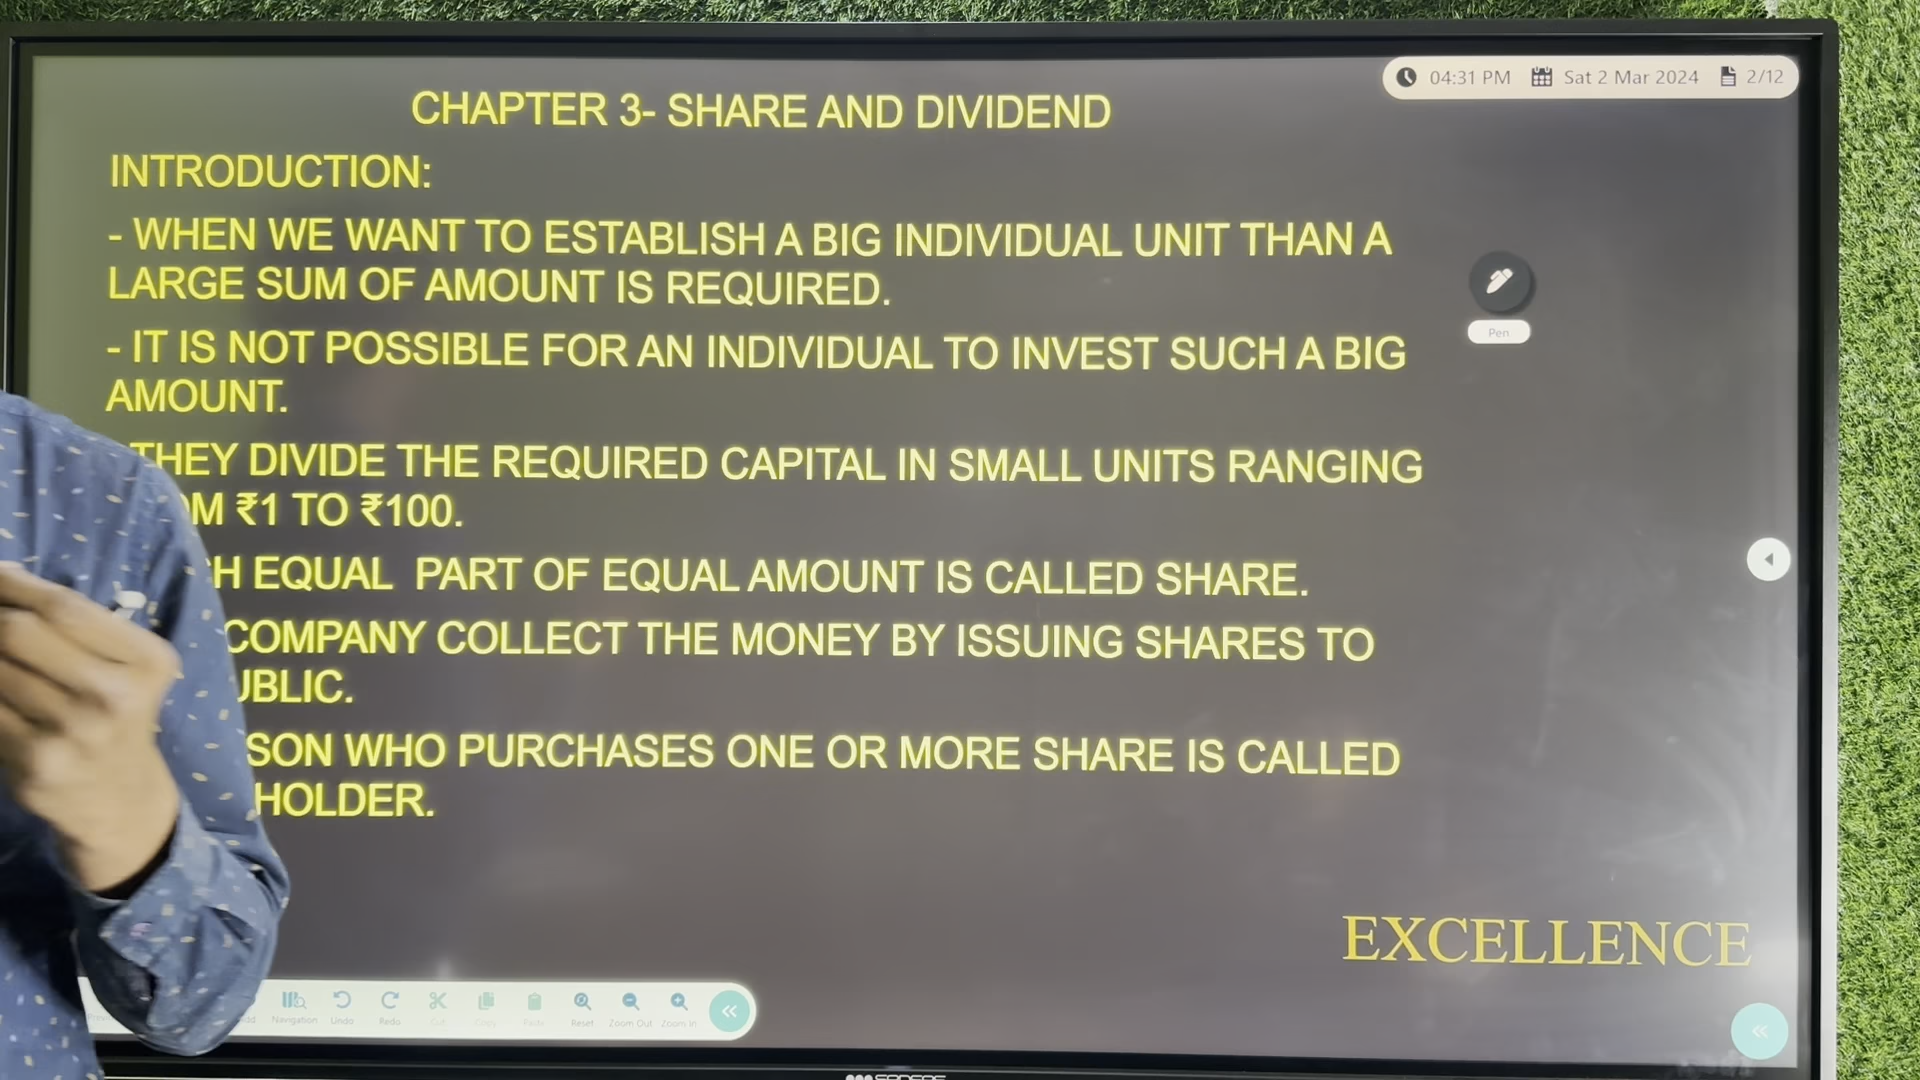 04:31 PM Sat 2 Mar 2024 2/12
CHAPTER 3- SHARE AND DIVIDEND
INTRODUCTION:
- WHEN WE WANT TO ESTABLISH A BIG INDIVIDUAL UNIT THAN A
LARGE SUM OF AMOUNT IS REQUIRED.
- IT IS NOT POSSIBLE FOR AN INDIVIDUAL TO INVEST SUCH A BIG
AMOUNT.
THEY DIVIDE THE REQUIRED CAPITAL IN SMALL UNITS RANGING
₹1 TO ₹100.
EQUAL PART OF EQUAL AMOUNT IS CALLED SHARE.
COMPANY COLLECT THE MONEY BY ISSUING SHARES TO
WHO PURCHASES ONE OR MORE SHARE IS CALLED
HOLDER.
Pen
EXCELLENCE
Navigation Undo Redo Cut Copy Paste Reset Zoom Out Zoom In